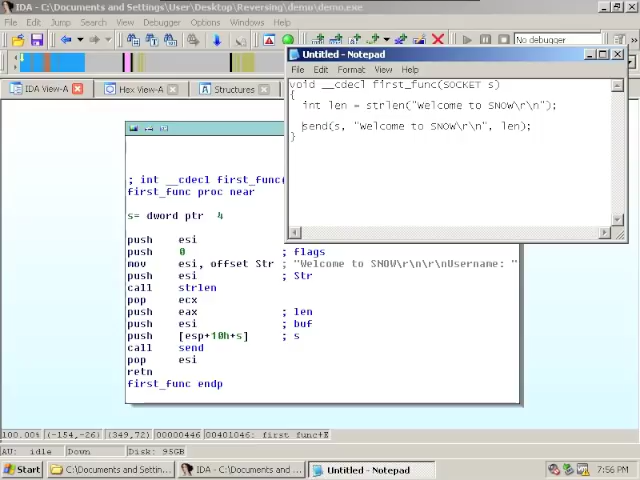 IDA - C:\Documents and Settings\User\Desktop\Reversing\densu\demo.exe
File Edit Jump Search View Debugger Options Windows
No debugger
IDA View-A
Hex View-A
Structures
Untitled - Notepad
File Edit Format View Help
void __cdecl first_func(SOCKET s)
{
int len = strlen("Welcome to SNOW\r\n");
send(s, "Welcome to SNOW\r\n", len);
}
; int __cdecl first_func(
first_func proc near
s= dword ptr 4
push esi
push 0 ; flags
mov esi, offset Str ; "Welcome to SNOW\r\n\r\nUsername: "
push esi ; Str
call strlen
pop ecx
push eax ; len
push esi ; buf
push [esp+10h+s] ; s
call send
pop esi
retn
first_func endp
100.00% (-154,-26) (349,72) 00000446 00401046: first_func+E
AU: idle Down Disk: 95GB
Start C:\Documents and Settin... IDA - C:\Documents and ... Untitled - Notepad 7:56 PM